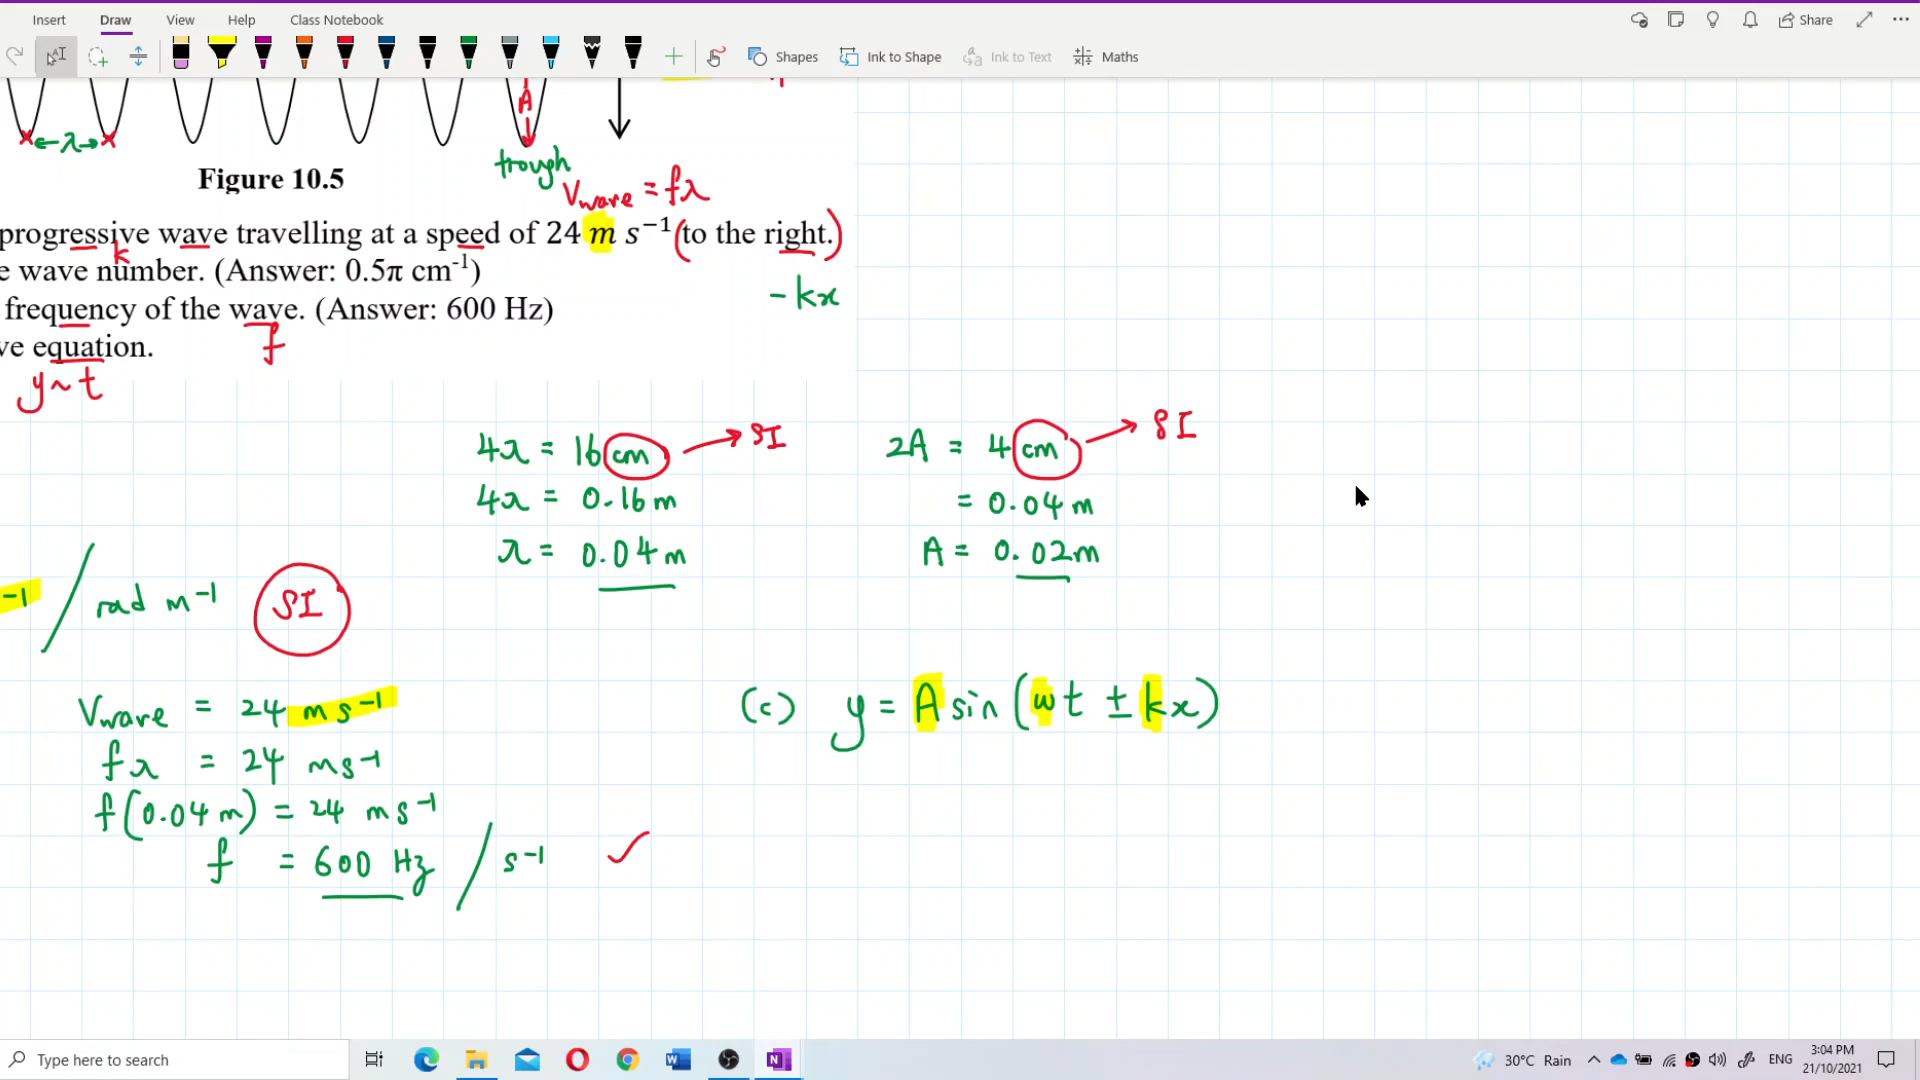 Insert Draw View Help Class Notebook Share
Shapes Ink to Shape Ink to Text Maths
A
λ
trough
Figure 10.5
Vwave = fλ
progressive wave travelling at a speed of 24 m s⁻¹ (to the right.)
k
e wave number. (Answer: 0.5π cm⁻¹)
- kx
frequency of the wave. (Answer: 600 Hz)
f
ve equation.
y ~ t
4λ = 16 cm → SI
4λ = 0.16 m
λ = 0.04 m
2A = 4 cm → SI
= 0.04 m
A = 0.02 m
-1 / rad m⁻¹ SI
Vwave = 24 m s⁻¹
fλ = 24 ms⁻¹
f(0.04 m) = 24 ms⁻¹
f = 600 Hz / s⁻¹ ✓
(c) y = A sin (ωt ± kx)
Type here to search
30°C Rain ENG 3:04 PM
21/10/2021